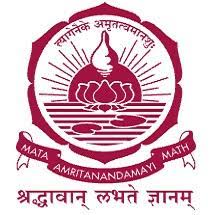 त्यागेनैके अमृतत्वमानशुः
MATA AMRITANANDAMAYI MATH
श्रद्धावान् लभते ज्ञानम्